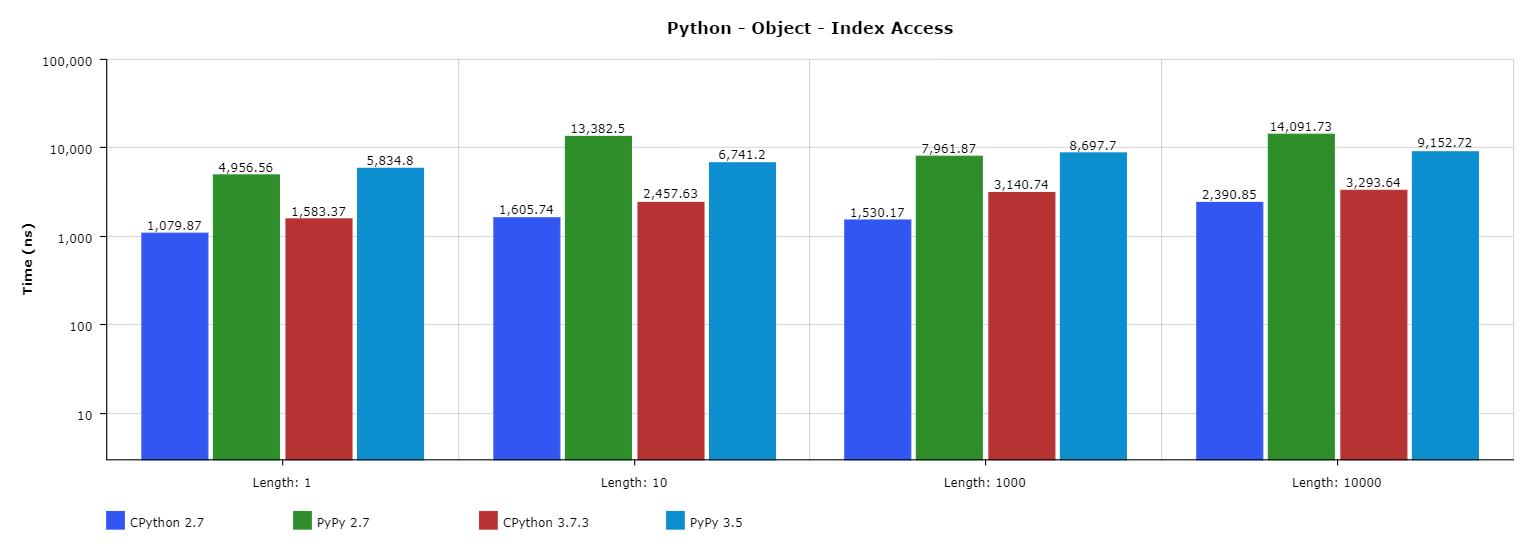 Python - Object - Index Access
Time (ns)
100,000
10,000
1,000
100
10
1,079.87
4,956.56
1,583.37
5,834.8
1,605.74
13,382.5
2,457.63
6,741.2
1,530.17
7,961.87
3,140.74
8,697.7
2,390.85
14,091.73
3,293.64
9,152.72
Length: 1
Length: 10
Length: 1000
Length: 10000
CPython 2.7
PyPy 2.7
CPython 3.7.3
PyPy 3.5